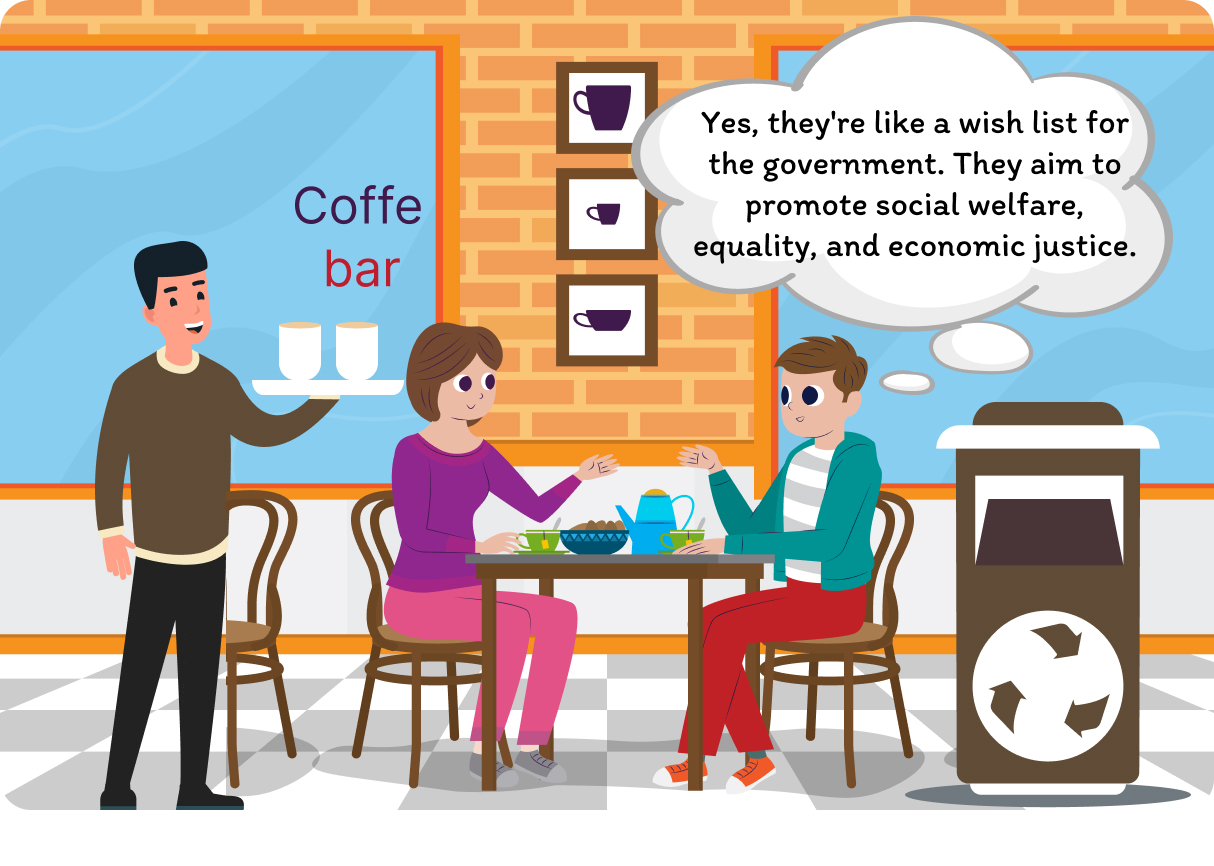 Coffe
bar
Yes, they're like a wish list for
the government. They aim to
promote social welfare,
equality, and economic justice.